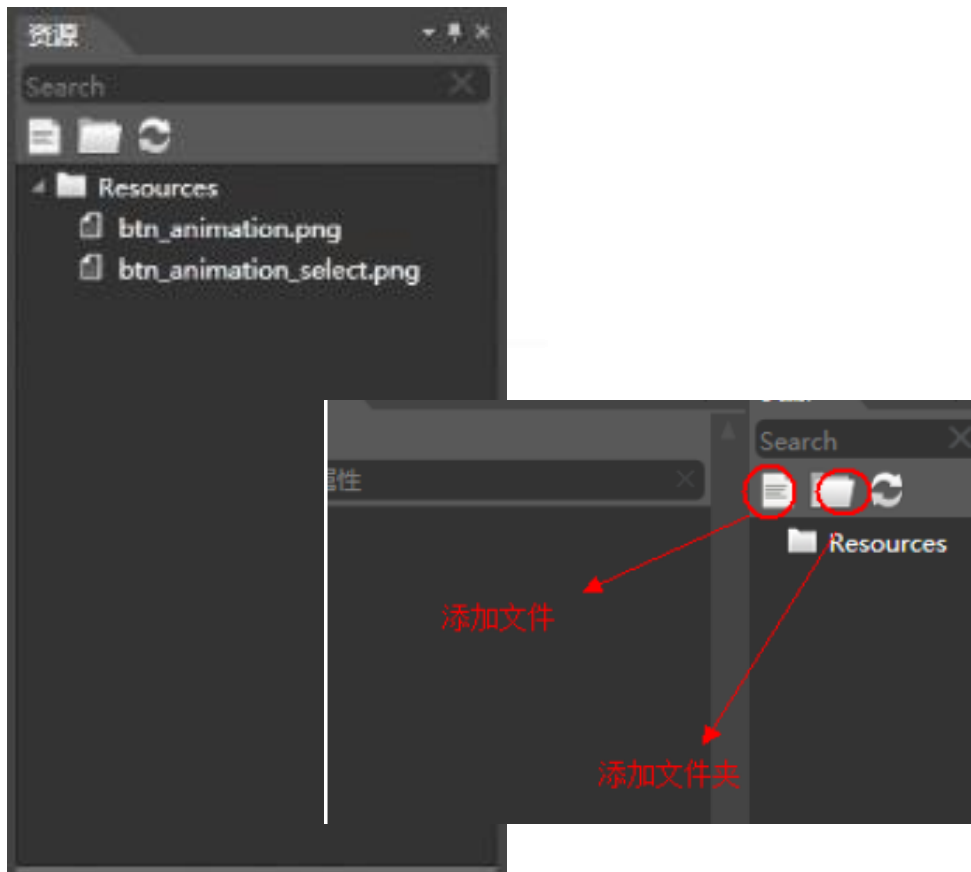 资源
Search
Resources
btn_animation.png
btn_animation_select.png
Search
属性
Resources
添加文件
添加文件夹